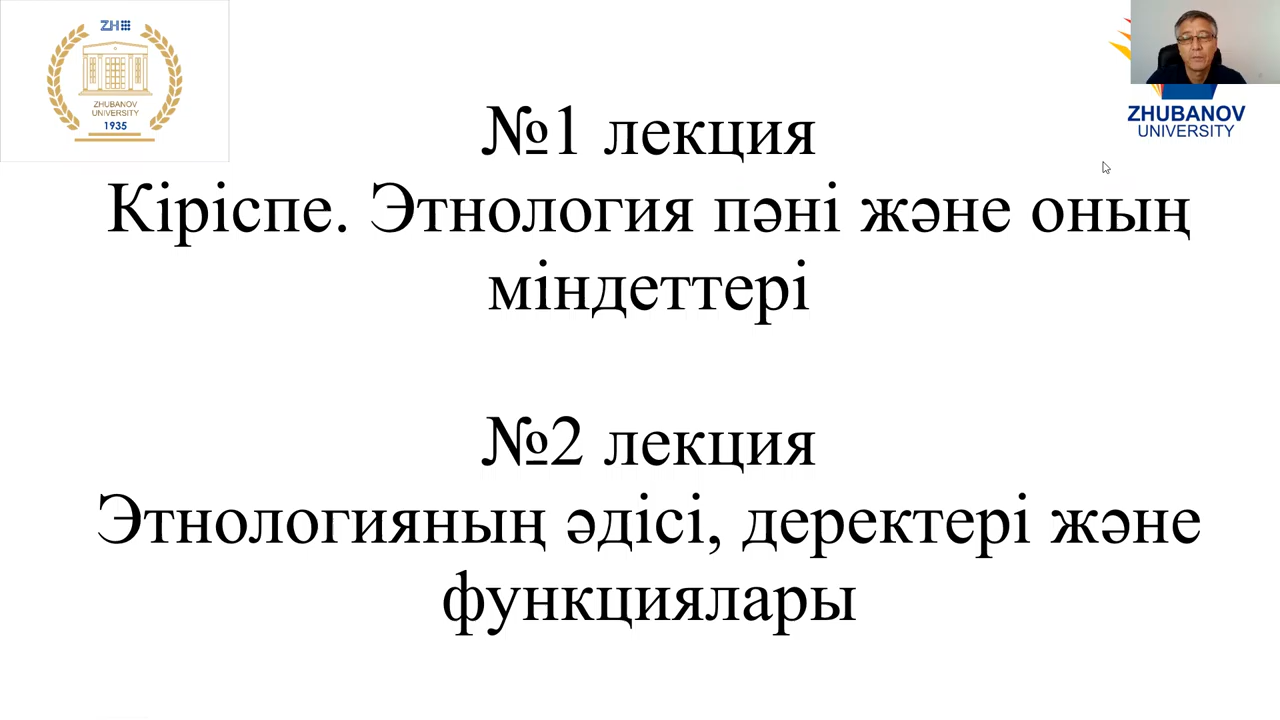 ZH
ZHUBANOV
UNIVERSITY
1935
ZHUBANOV
UNIVERSITY
№1 лекция
Кіріспе. Этнология пәні және оның
міндеттері
№2 лекция
Этнологияның әдісі, деректері және
функциялары